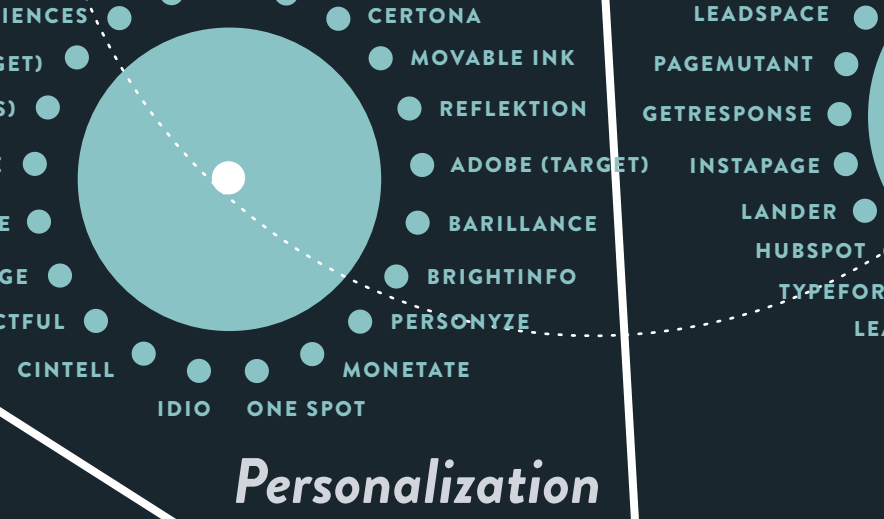 CERTONA
MOVABLE INK
REFLEKTION
ADOBE (TARGET)
BARILLANCE
BRIGHTINFO
PERSONYZE
MONETATE
ONE SPOT
IDIO
CINTELL
Personalization
LEADSPACE
PAGEMUTANT
GETRESPONSE
INSTAPAGE
LANDER
HUBSPOT